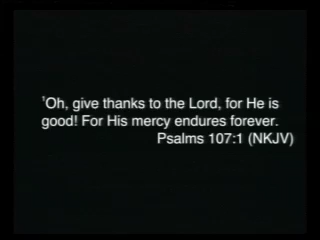 ¹Oh, give thanks to the Lord, for He is
good! For His mercy endures forever.
Psalms 107:1 (NKJV)